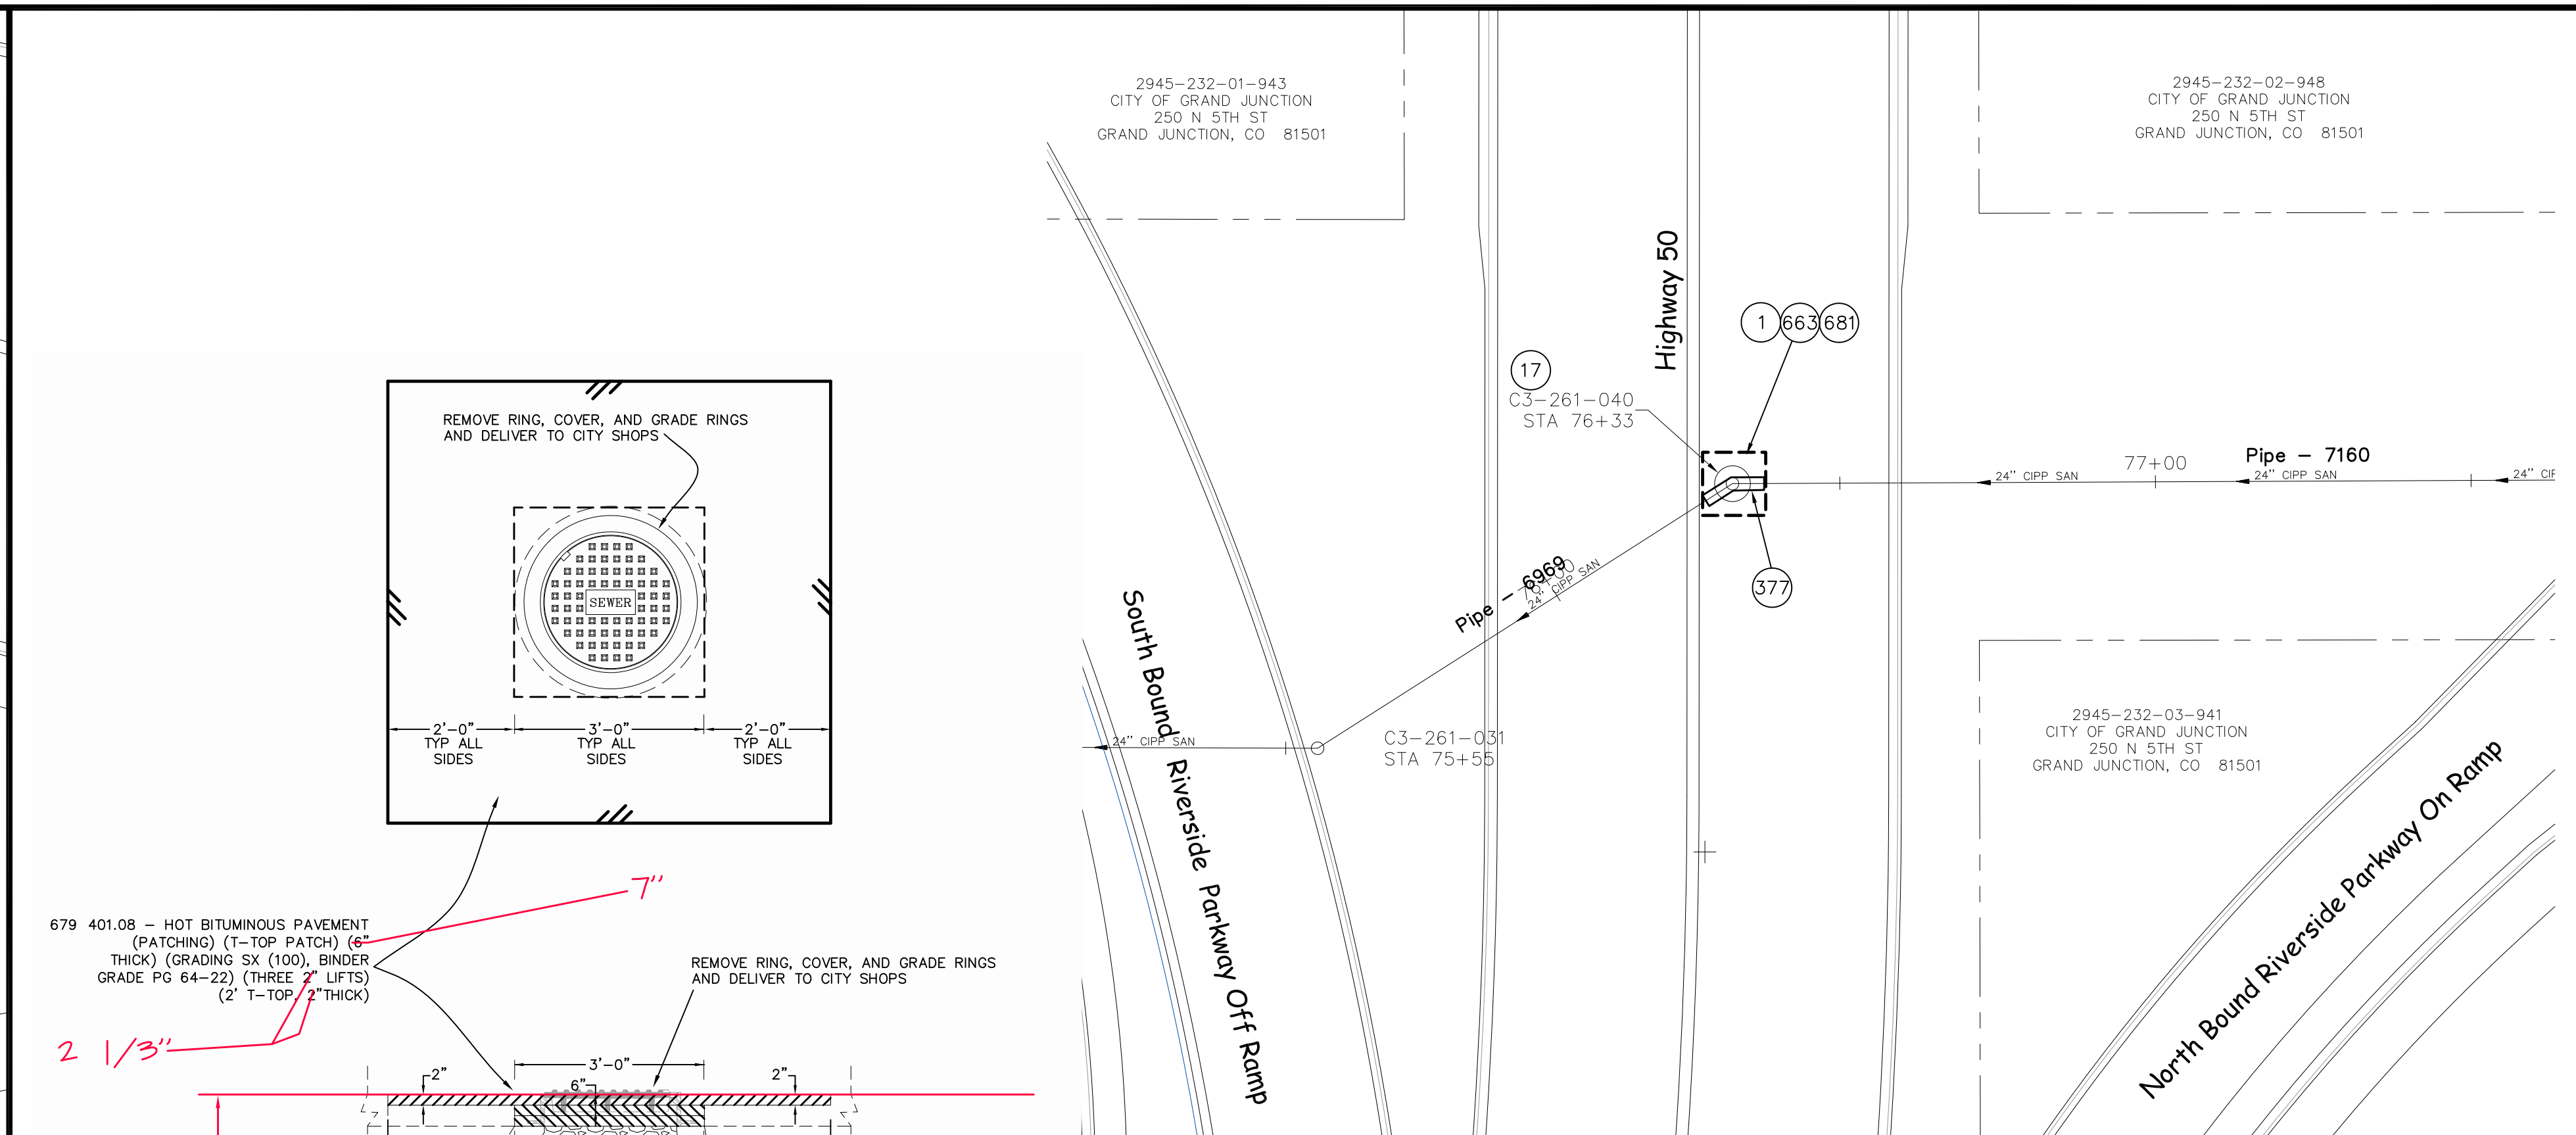 2945-232-01-943
CITY OF GRAND JUNCTION
250 N 5TH ST
GRAND JUNCTION, CO 81501
2945-232-02-948
CITY OF GRAND JUNCTION
250 N 5TH ST
GRAND JUNCTION, CO 81501
Highway 50
1 663 681
17
C3-261-040
STA 76+33
REMOVE RING, COVER, AND GRADE RINGS
AND DELIVER TO CITY SHOPS
SEWER
2'-0"
TYP ALL
SIDES
3'-0"
TYP ALL
SIDES
2'-0"
TYP ALL
SIDES
24" CIPP SAN
77+00
Pipe - 7160
24" CIPP SAN
24" CIP
377
Pipe - 6969
76+00
24" CIPP SAN
South Bound Riverside Parkway Off Ramp
24" CIPP SAN
C3-261-031
STA 75+55
2945-232-03-941
CITY OF GRAND JUNCTION
250 N 5TH ST
GRAND JUNCTION, CO 81501
North Bound Riverside Parkway On Ramp
7"
679 401.08 - HOT BITUMINOUS PAVEMENT
(PATCHING) (T-TOP PATCH) (6"
THICK) (GRADING SX (100), BINDER
GRADE PG 64-22) (THREE 2" LIFTS)
(2' T-TOP, 2"THICK)
2 1/3"
REMOVE RING, COVER, AND GRADE RINGS
AND DELIVER TO CITY SHOPS
3'-0"
2"
6"
2"